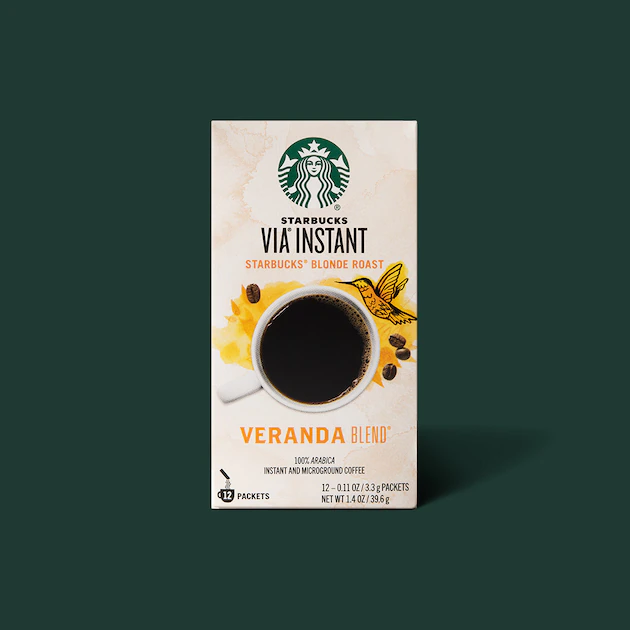 ®
STARBUCKS
VIA® INSTANT
STARBUCKS® BLONDE ROAST
VERANDA BLEND™
100% ARABICA
INSTANT AND MICROGROUND COFFEE
12 PACKETS
12 – 0.11 OZ / 3.3 g PACKETS
NET WT 1.4 OZ / 39.6 g